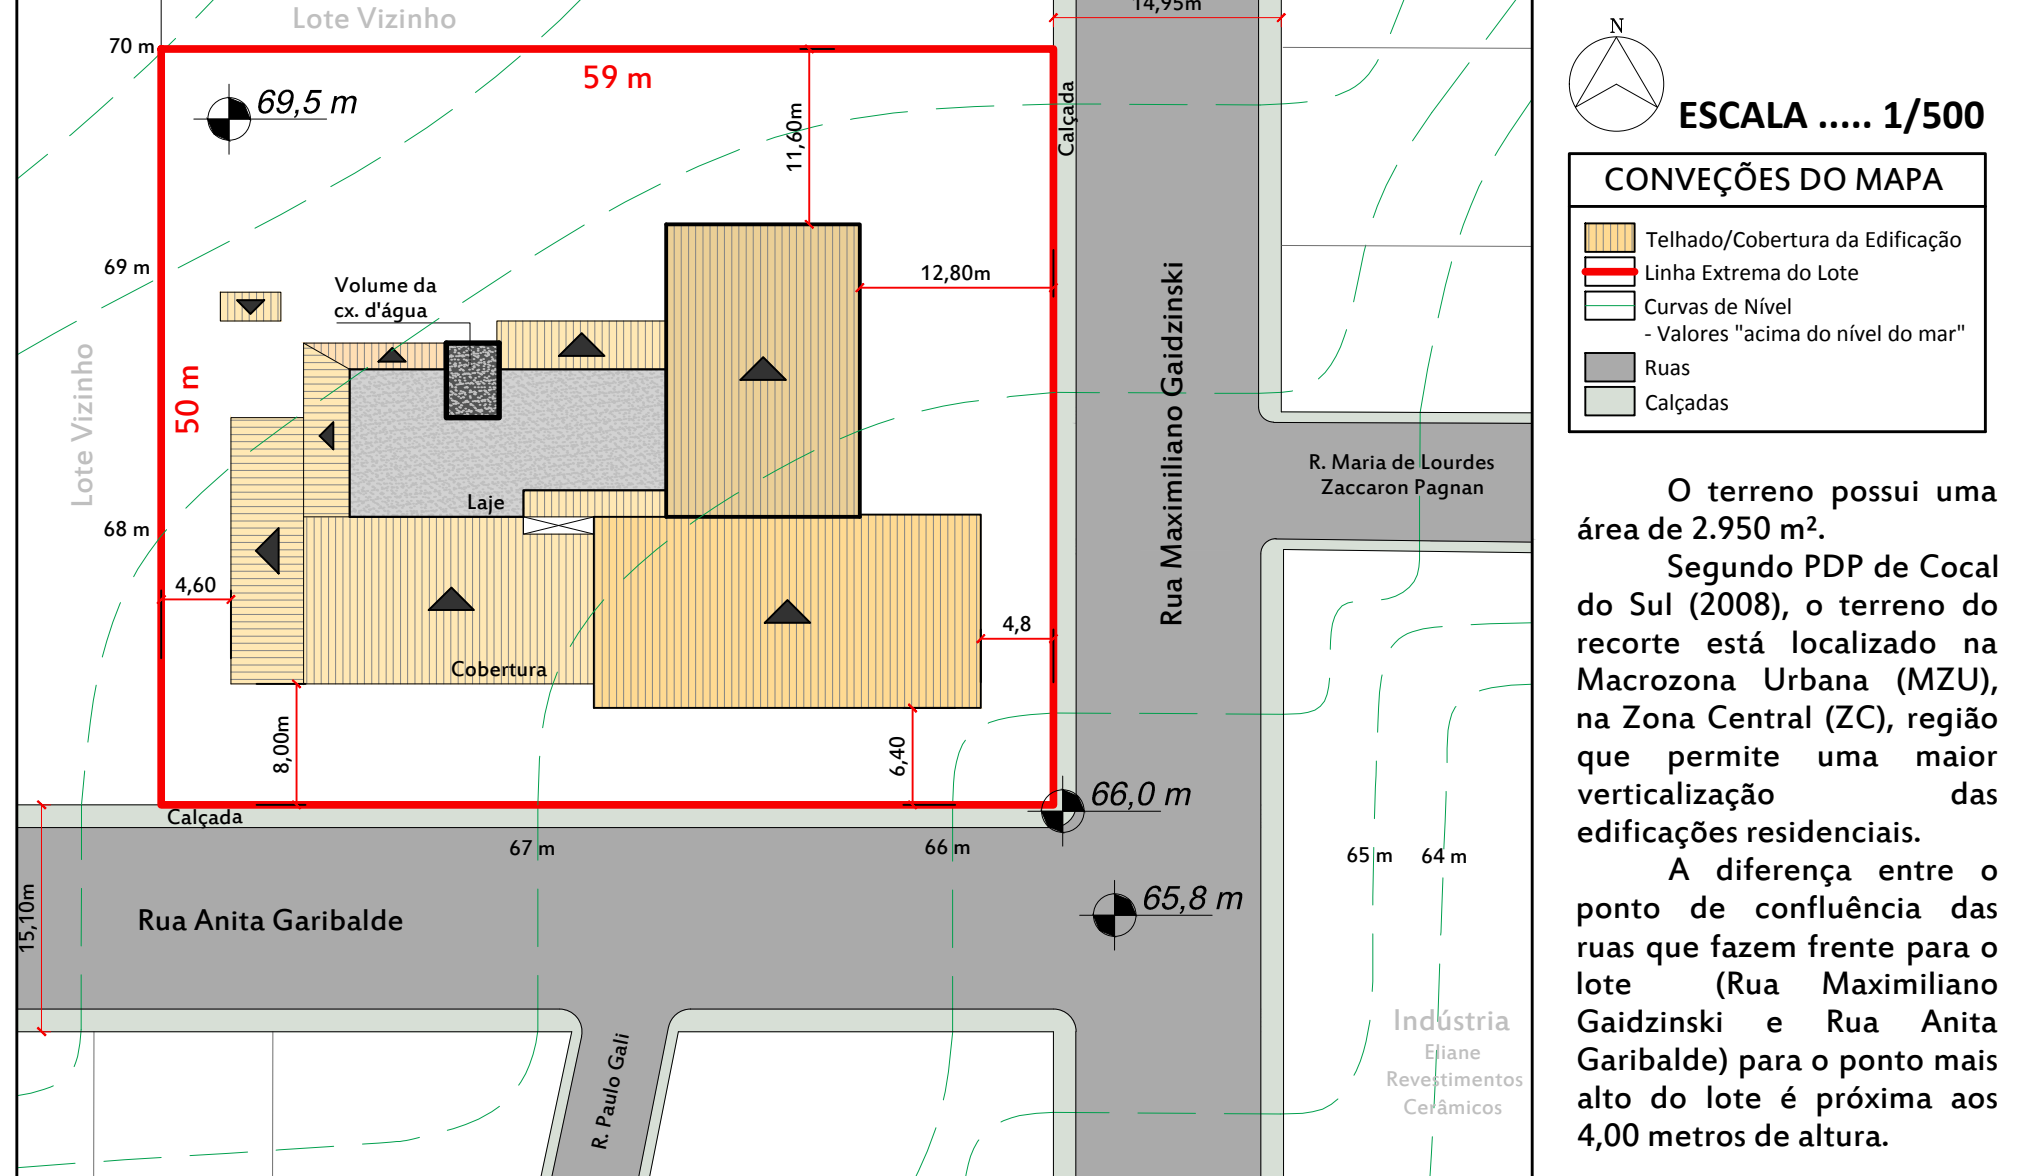 Lote Vizinho
14,95m
70 m
59 m
69,5 m
Calçada
11,60m
69 m
Volume da
cx. d'água
12,80m
50 m
Lote Vizinho
Rua Maximiliano Gaidzinski
R. Maria de Lourdes
Zaccaron Pagnan
Laje
68 m
4,60
4,8
Cobertura
8,00m
6,40
66,0 m
Calçada
67 m
66 m
65 m
64 m
65,8 m
15,10m
Rua Anita Garibalde
R. Paulo Gali
Indústria
Eliane
Revestimentos
Cerâmicos
N
ESCALA ..... 1/500
CONVEÇÕES DO MAPA
Telhado/Cobertura da Edificação
Linha Extrema do Lote
Curvas de Nível
- Valores "acima do nível do mar"
Ruas
Calçadas
O terreno possui uma
área de 2.950 m².
Segundo PDP de Cocal
do Sul (2008), o terreno do
recorte está localizado na
Macrozona Urbana (MZU),
na Zona Central (ZC), região
que permite uma maior
verticalização das
edificações residenciais.
A diferença entre o
ponto de confluência das
ruas que fazem frente para o
lote (Rua Maximiliano
Gaidzinski e Rua Anita
Garibalde) para o ponto mais
alto do lote é próxima aos
4,00 metros de altura.